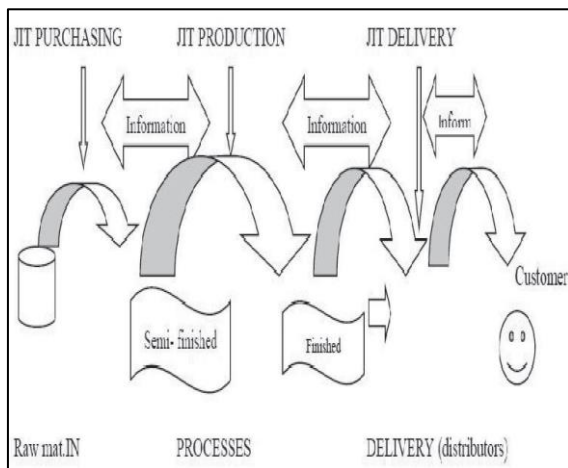 JIT PURCHASING JIT PRODUCTION JIT DELIVERY
Information Information Inform
Customer
Semi- finished Finished
Raw mat.IN PROCESSES DELIVERY (distributors)